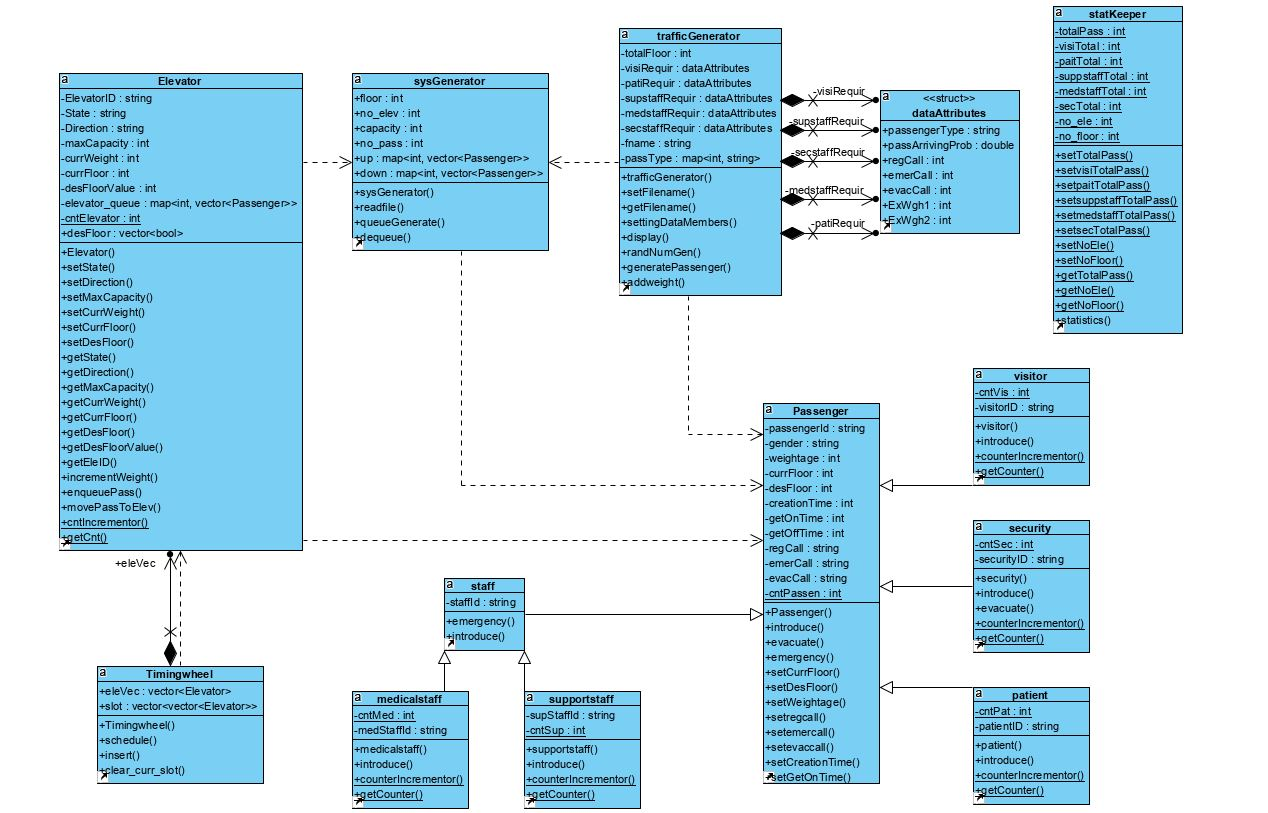 a
Elevator
-ElevatorID : string
-State : string
-Direction : string
-maxCapacity : int
-currWeight : int
-currFloor : int
-desFloorValue : int
-elevator_queue : map<int, vector<Passenger>>
-cntElevator : int
+desFloor : vector<bool>
+Elevator()
+setState()
+setDirection()
+setMaxCapacity()
+setCurrWeight()
+setCurrFloor()
+setDesFloor()
+getState()
+getDirection()
+getMaxCapacity()
+getCurrWeight()
+getCurrFloor()
+getDesFloor()
+getDesFloorValue()
+getEleID()
+incrementWeight()
+enqueuePass()
+movePassToElev()
+cntIncrementor()
+getCnt()
a
sysGenerator
+floor : int
+no_elev : int
+capacity : int
+no_pass : int
+up : map<int, vector<Passenger>>
+down : map<int, vector<Passenger>>
+sysGenerator()
+readfile()
+queueGenerate()
+dequeue()
a
trafficGenerator
-totalFloor : int
-visiRequir : dataAttributes
-patiRequir : dataAttributes
-supstaffRequir : dataAttributes
-medstaffRequir : dataAttributes
-secstaffRequir : dataAttributes
-fname : string
-passType : map<int, string>
+trafficGenerator()
+setFilename()
+getFilename()
+settingDataMembers()
+display()
+randNumGen()
+generatePassenger()
+addweight()
-visiRequir
-supstaffRequir
-secstaffRequir
-medstaffRequir
-patiRequir
a
<<struct>>
dataAttributes
+passengerType : string
+passArrivingProb : double
+regCall : int
+emerCall : int
+evacCall : int
+ExWgh1 : int
+ExWgh2 : int
a
statKeeper
-totalPass : int
-visiTotal : int
-paitTotal : int
-suppstaffTotal : int
-medstaffTotal : int
-secTotal : int
-no_ele : int
-no_floor : int
+setTotalPass()
+setvisiTotalPass()
+setpaitTotalPass()
+setsuppstaffTotalPass()
+setmedstaffTotalPass()
+setsecTotalPass()
+setNoEle()
+setNoFloor()
+getTotalPass()
+getNoEle()
+getNoFloor()
+statistics()
a
visitor
-cntVis : int
-visitorID : string
+visitor()
+introduce()
+counterIncrementor()
+getCounter()
a
Passenger
-passengerId : string
-gender : string
-weightage : int
-currFloor : int
-desFloor : int
-creationTime : int
-getOnTime : int
-getOffTime : int
-regCall : string
-emerCall : string
-evacCall : string
-cntPassen : int
+Passenger()
+introduce()
+evacuate()
+emergency()
+setCurrFloor()
+setDesFloor()
+setWeightage()
+setregcall()
+setemercall()
+setevaccall()
+setCreationTime()
+setGetOnTime()
a
security
-cntSec : int
-securityID : string
+security()
+introduce()
+evacuate()
+counterIncrementor()
+getCounter()
+eleVec
a
staff
-staffId : string
+emergency()
+introduce()
a
Timingwheel
+eleVec : vector<Elevator>
+slot : vector<vector<Elevator>>
+Timingwheel()
+schedule()
+insert()
+clear_curr_slot()
a
medicalstaff
-cntMed : int
-medStaffId : string
+medicalstaff()
+introduce()
+counterIncrementor()
+getCounter()
a
supportstaff
-supStaffId : string
-cntSup : int
+supportstaff()
+introduce()
+counterIncrementor()
+getCounter()
a
patient
-cntPat : int
-patientID : string
+patient()
+introduce()
+counterIncrementor()
+getCounter()